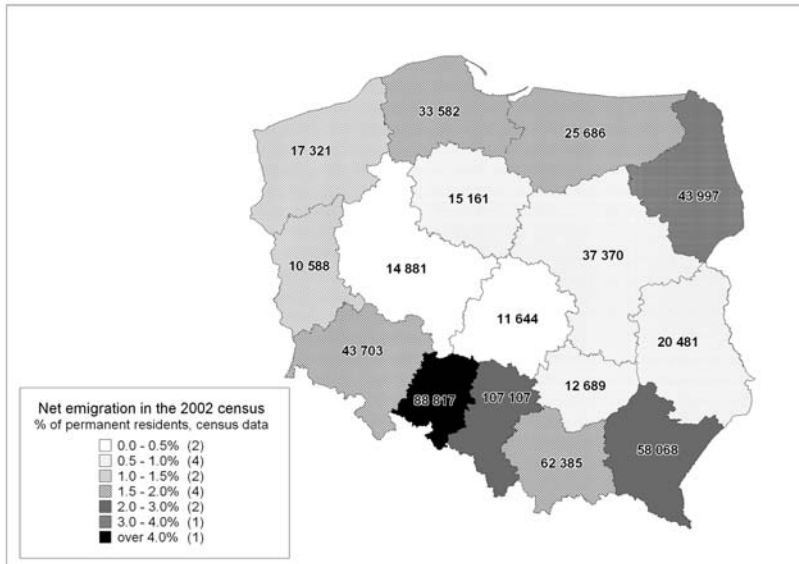 33 582
25 686
17 321
43 997
15 161
37 370
10 588
14 881
11 644
20 481
43 703
12 689
88 817
107 107
58 068
62 385
Net emigration in the 2002 census
% of permanent residents, census data
0.0 - 0.5% (2)
0.5 - 1.0% (4)
1.0 - 1.5% (2)
1.5 - 2.0% (4)
2.0 - 3.0% (2)
3.0 - 4.0% (1)
over 4.0% (1)